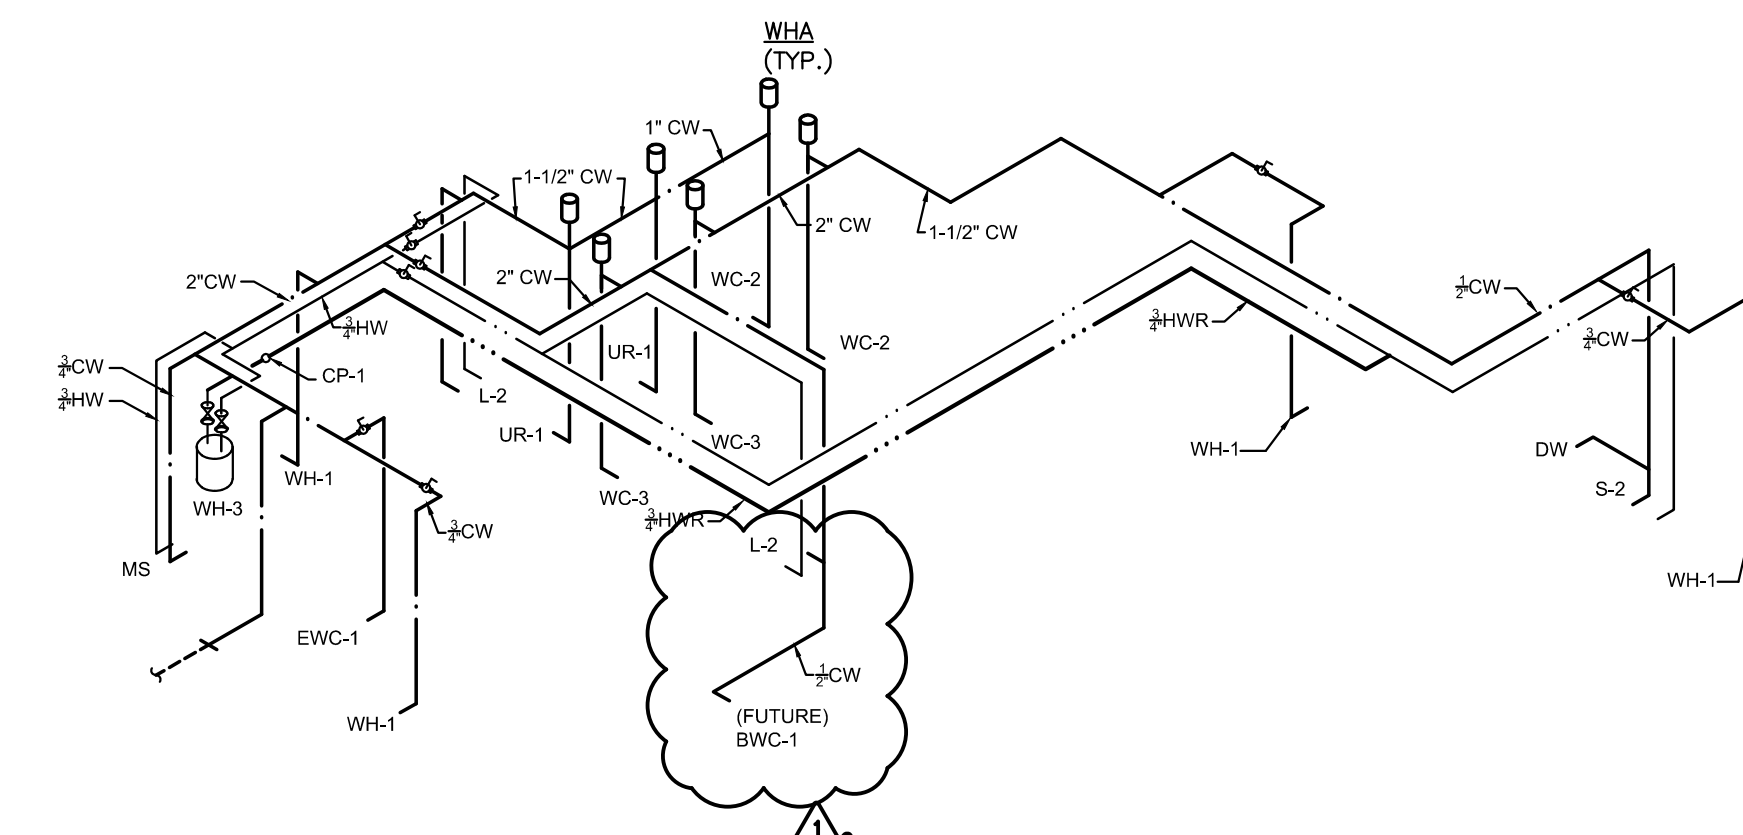 WHA
(TYP.)
1" CW
1-1/2" CW
2" CW
1-1/2" CW
2"CW
2" CW
WC-2
1/2"CW
3/4"HW
3/4"HWR
3/4"CW
WC-2
UR-1
3/4"CW
CP-1
3/4"HW
L-2
UR-1
WC-3
WH-1
DW
WH-1
S-2
WH-3
WC-3
3/4"HWR
3/4"CW
L-2
MS
WH-1
EWC-1
1/2"CW
WH-1
(FUTURE)
BWC-1
1